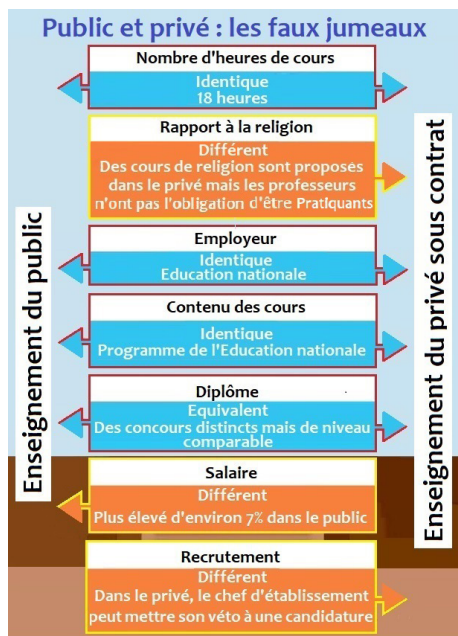 Public et privé : les faux jumeaux
Nombre d'heures de cours
Identique
18 heures
Rapport à la religion
Différent
Des cours de religion sont proposés
dans le privé mais les professeurs
n'ont pas l'obligation d'être Pratiquants
Employeur
Identique
Education nationale
Contenu des cours
Identique
Programme de l'Education nationale
Diplôme
Equivalent
Des concours distincts mais de niveau
comparable
Salaire
Différent
Plus élevé d'environ 7% dans le public
Recrutement
Différent
Dans le privé, le chef d'établissement
peut mettre son véto à une candidature
Enseignement du public
Enseignement du privé sous contrat